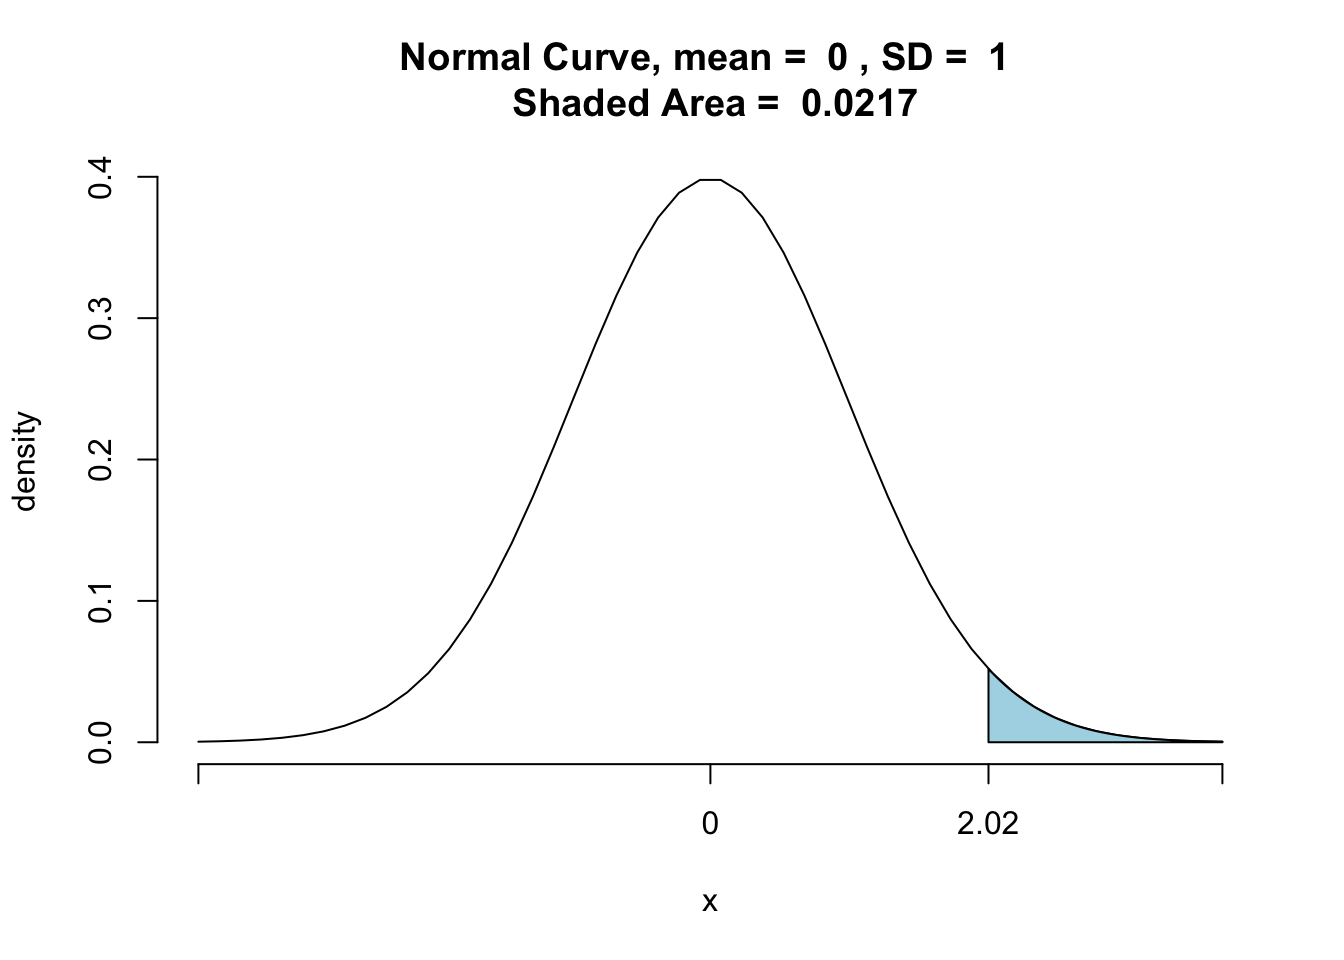 Normal Curve, mean =  0 , SD =  1
Shaded Area =  0.0217
0.4
0.3
0.2
0.1
0.0
density
0
2.02
x